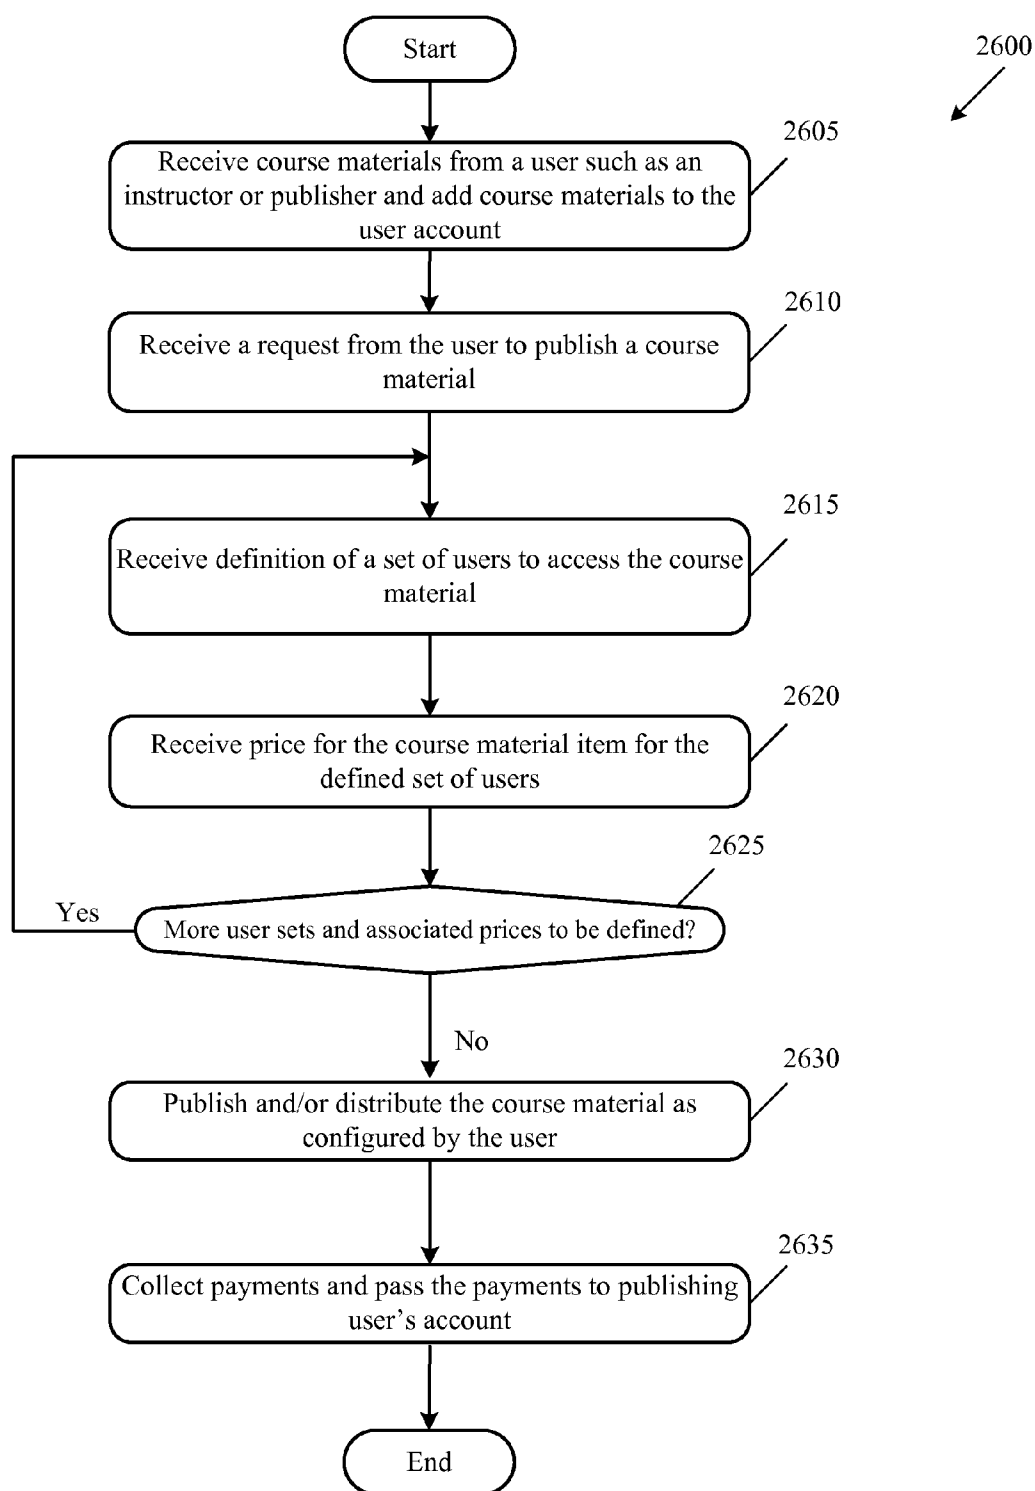 Start
2600
2605
Receive course materials from a user such as an
instructor or publisher and add course materials to the
user account
2610
Receive a request from the user to publish a course
material
2615
Receive definition of a set of users to access the course
material
2620
Receive price for the course material item for the
defined set of users
2625
Yes
More user sets and associated prices to be defined?
No
2630
Publish and/or distribute the course material as
configured by the user
2635
Collect payments and pass the payments to publishing
user’s account
End